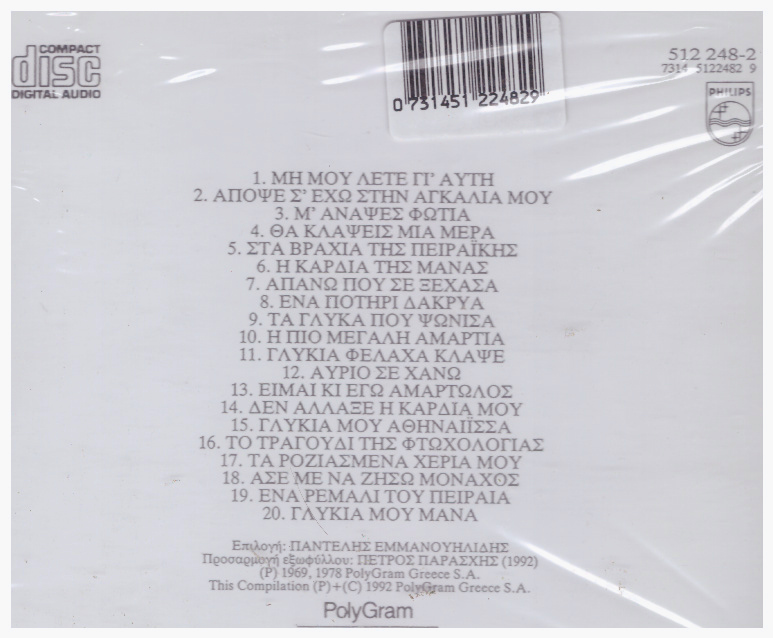 COMPACT
disc
DIGITAL AUDIO
0 731451 224829
512 248-2
7314 5122482 9
PHILIPS
1. ΜΗ ΜΟΥ ΛΕΤΕ ΓΙ' ΑΥΤΗ
2. ΑΠΟΨΕ Σ' ΕΧΩ ΣΤΗΝ ΑΓΚΑΛΙΑ ΜΟΥ
3. Μ' ΑΝΑΨΕΣ ΦΩΤΙΑ
4. ΘΑ ΚΛΑΨΕΙΣ ΜΙΑ ΜΕΡΑ
5. ΣΤΑ ΒΡΑΧΙΑ ΤΗΣ ΠΕΙΡΑΪΚΗΣ
6. Η ΚΑΡΔΙΑ ΤΗΣ ΜΑΝΑΣ
7. ΑΠΑΝΩ ΠΟΥ ΣΕ ΞΕΧΑΣΑ
8. ΕΝΑ ΠΟΤΗΡΙ ΔΑΚΡΥΑ
9. ΤΑ ΓΛΥΚΑ ΠΟΥ ΨΩΝΙΣΑ
10. Η ΠΙΟ ΜΕΓΑΛΗ ΑΜΑΡΤΙΑ
11. ΓΛΥΚΙΑ ΦΕΛΑΧΑ ΚΛΑΨΕ
12. ΑΥΡΙΟ ΣΕ ΧΑΝΩ
13. ΕΙΜΑΙ ΚΙ ΕΓΩ ΑΜΑΡΤΩΛΟΣ
14. ΔΕΝ ΑΛΛΑΞΕ Η ΚΑΡΔΙΑ ΜΟΥ
15. ΓΛΥΚΙΑ ΜΟΥ ΑΘΗΝΑΙΪΣΣΑ
16. ΤΟ ΤΡΑΓΟΥΔΙ ΤΗΣ ΦΤΩΧΟΛΟΓΙΑΣ
17. ΤΑ ΡΟΖΙΑΣΜΕΝΑ ΧΕΡΙΑ ΜΟΥ
18. ΑΣΕ ΜΕ ΝΑ ΖΗΣΩ ΜΟΝΑΧΟΣ
19. ΕΝΑ ΡΕΜΑΛΙ ΤΟΥ ΠΕΙΡΑΙΑ
20. ΓΛΥΚΙΑ ΜΟΥ ΜΑΝΑ
Επιλογή: ΠΑΝΤΕΛΗΣ ΕΜΜΑΝΟΥΗΛΙΔΗΣ
Προσαρμογή εξωφύλλου: ΠΕΤΡΟΣ ΠΑΡΑΣΧΗΣ (1992)
(P) 1969, 1978 PolyGram Greece S.A.
This Compilation (P)+(C) 1992 PolyGram Greece S.A.
PolyGram